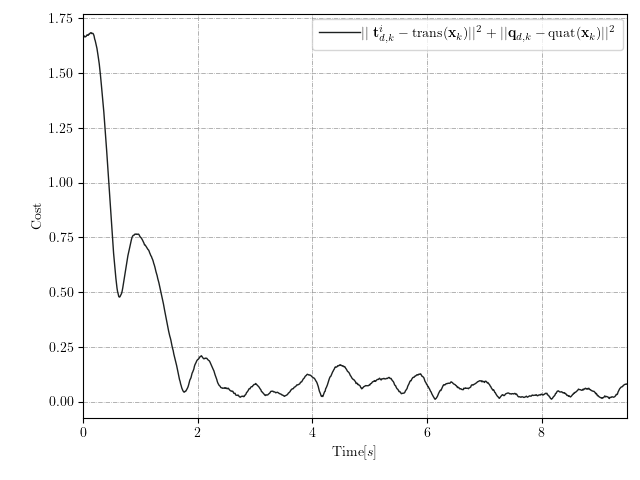 || t^i_{d,k} − trans(x_k)||^2 + ||q_{d,k} − quat(x_k)||^2
1.75
1.50
1.25
1.00
0.75
0.50
0.25
0.00
Cost
0 2 4 6 8
Time[s]